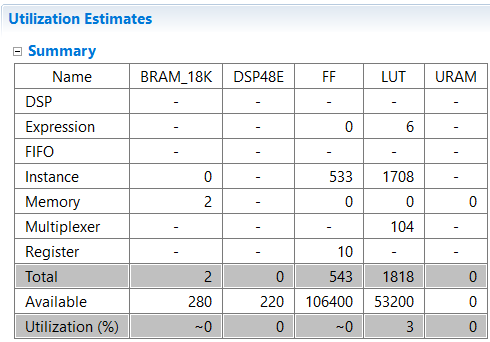 Utilization Estimates
Summary
Name BRAM_18K DSP48E FF LUT URAM
DSP - - - - -
Expression - - 0 6 -
FIFO - - - - -
Instance 0 - 533 1708 -
Memory 2 - 0 0 0
Multiplexer - - - 104 -
Register - - 10 - -
Total 2 0 543 1818 0
Available 280 220 106400 53200 0
Utilization (%) ~0 0 ~0 3 0